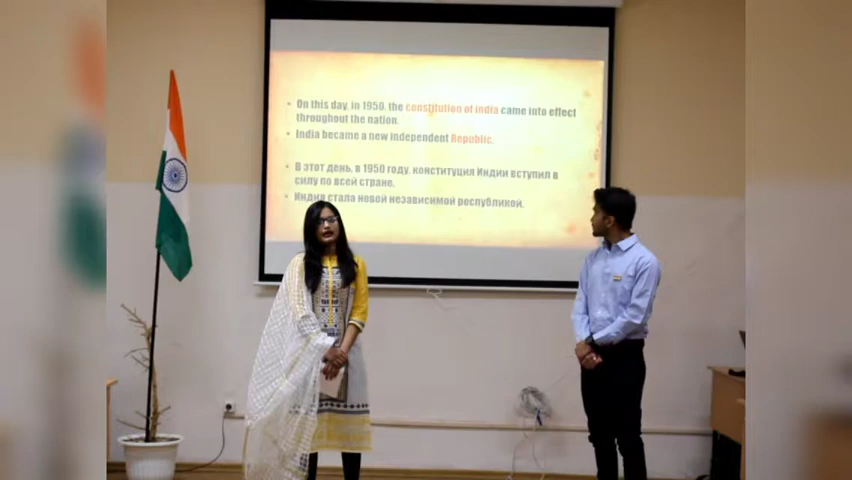 • On this day, in 1950, the constitution of India came into effect
throughout the nation.
• India became a new independent Republic.
• В этот день, в 1950 году, конституция Индии вступил в
силу по всей стране.
• Индия стала новой независимой республикой.